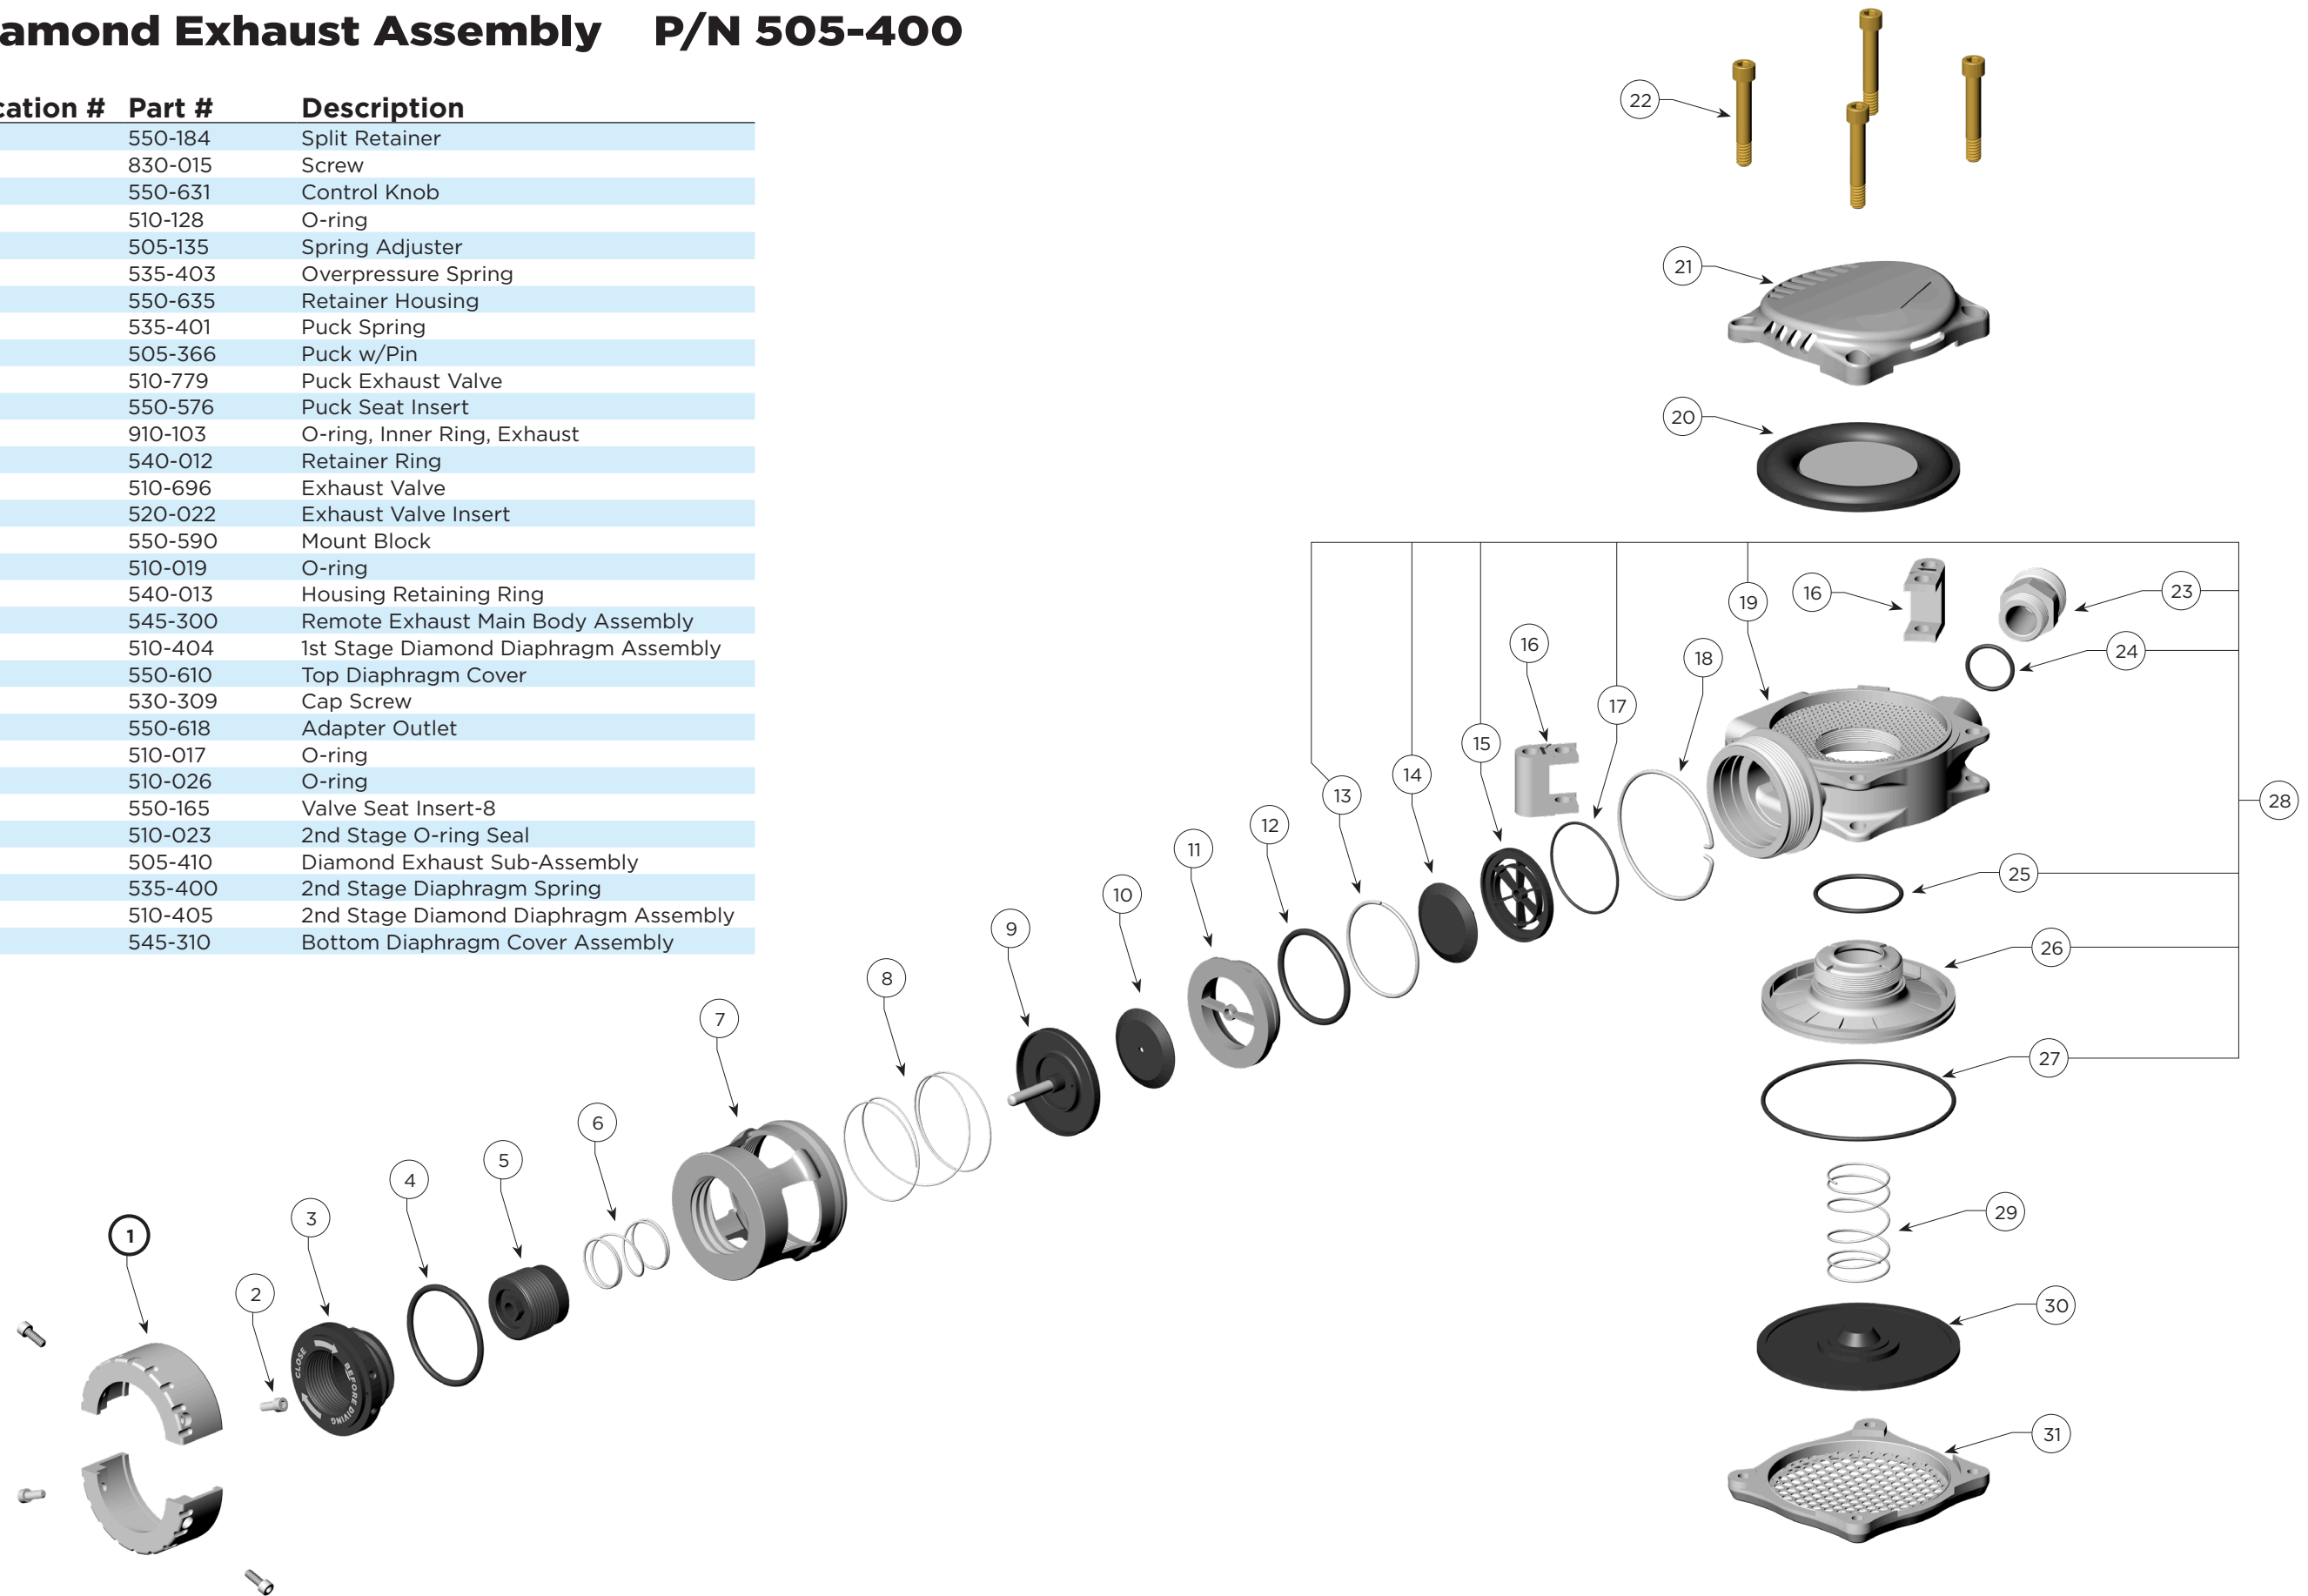 amond Exhaust Assembly P/N 505-400
cation # Part # Description
550-184 Split Retainer
830-015 Screw
550-631 Control Knob
510-128 O-ring
505-135 Spring Adjuster
535-403 Overpressure Spring
550-635 Retainer Housing
535-401 Puck Spring
505-366 Puck w/Pin
510-779 Puck Exhaust Valve
550-576 Puck Seat Insert
910-103 O-ring, Inner Ring, Exhaust
540-012 Retainer Ring
510-696 Exhaust Valve
520-022 Exhaust Valve Insert
550-590 Mount Block
510-019 O-ring
540-013 Housing Retaining Ring
545-300 Remote Exhaust Main Body Assembly
510-404 1st Stage Diamond Diaphragm Assembly
550-610 Top Diaphragm Cover
530-309 Cap Screw
550-618 Adapter Outlet
510-017 O-ring
510-026 O-ring
550-165 Valve Seat Insert-8
510-023 2nd Stage O-ring Seal
505-410 Diamond Exhaust Sub-Assembly
535-400 2nd Stage Diaphragm Spring
510-405 2nd Stage Diamond Diaphragm Assembly
545-310 Bottom Diaphragm Cover Assembly
22
21
20
16
23
19
24
16
18
17
15
14
13
28
12
11
25
10
9
26
8
7
27
6
5
4
29
3
1
2
30
31
CLOSE
BEFORE DIVING